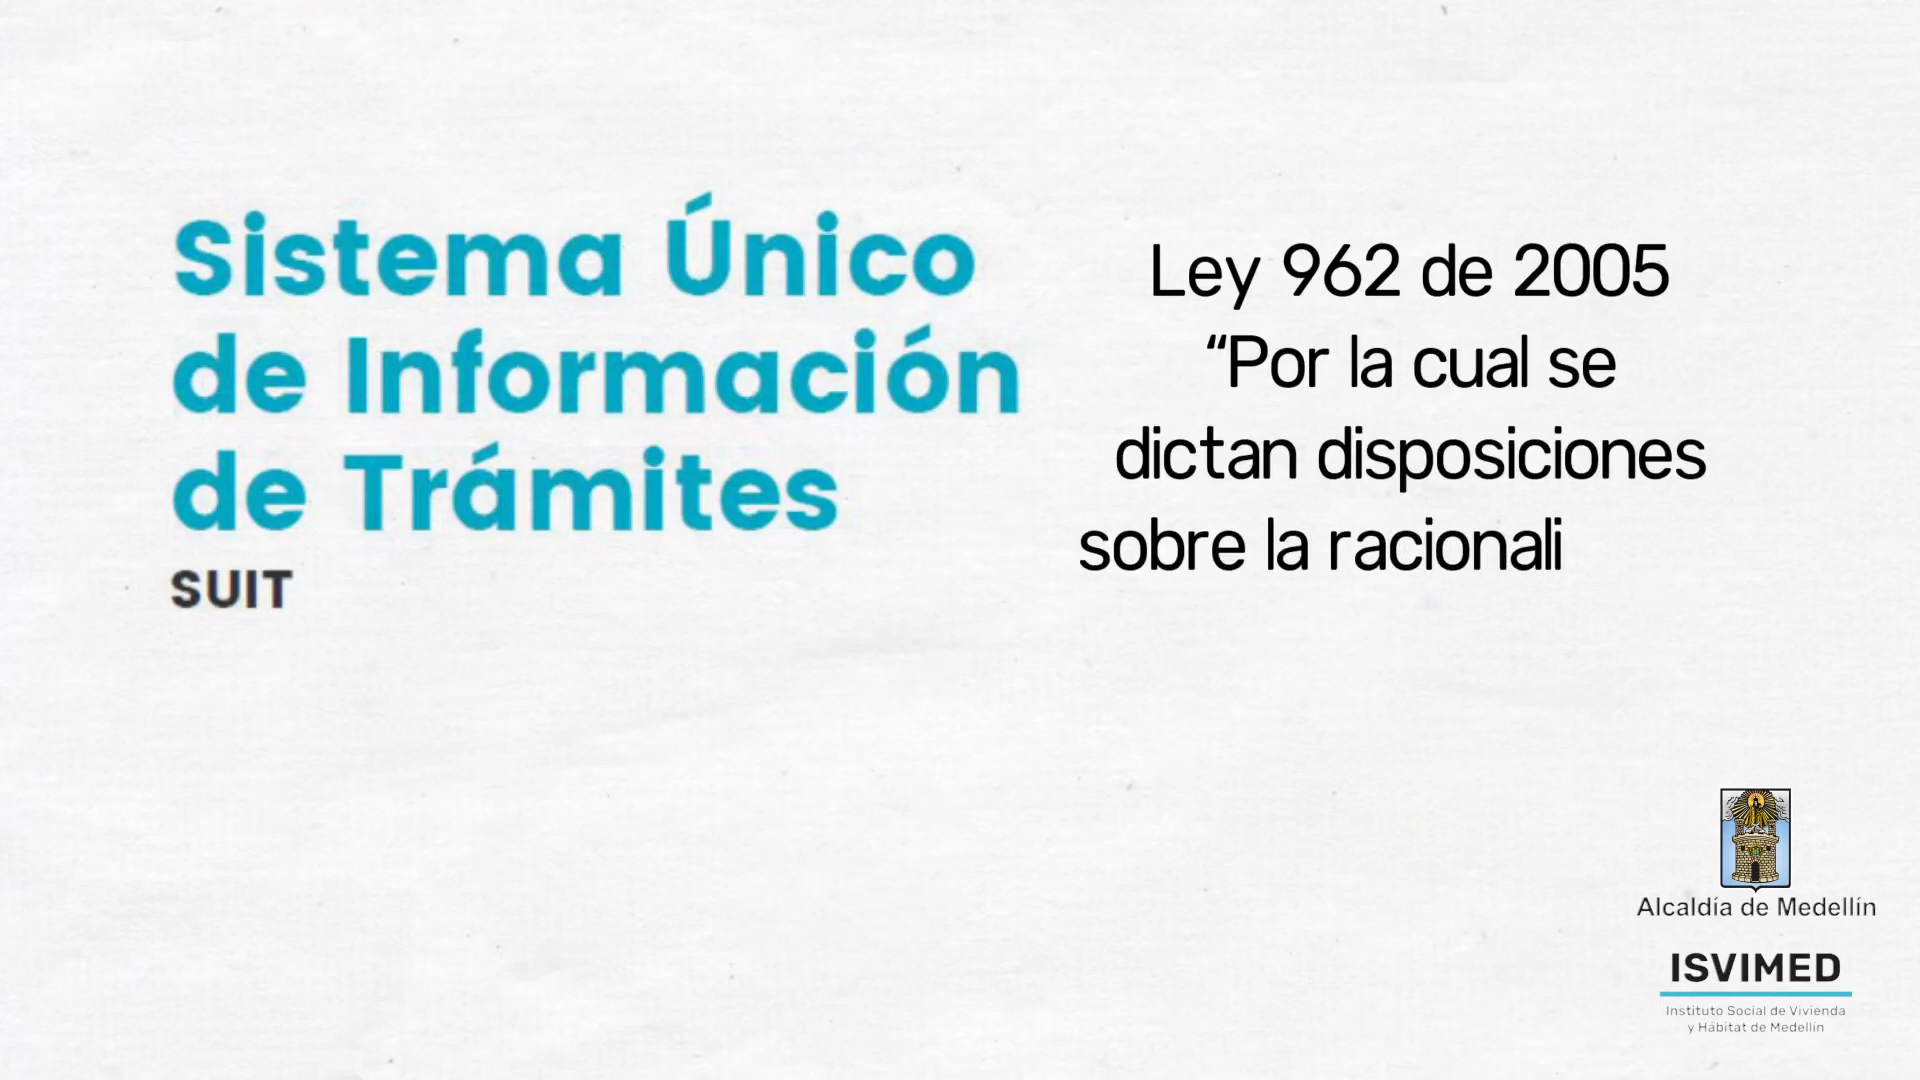 Sistema Único
de Información
de Trámites
SUIT
Ley 962 de 2005
“Por la cual se
dictan disposiciones
sobre la racionali
Alcaldía de Medellín
ISVIMED
Instituto Social de Vivienda
y Hábitat de Medellín